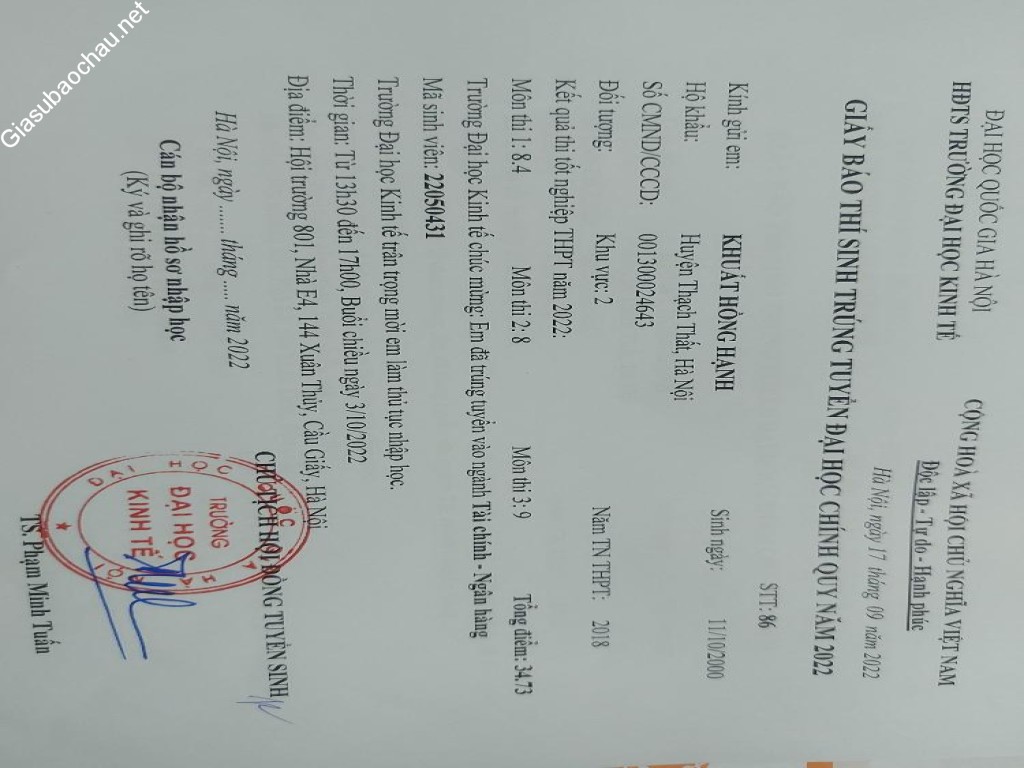 ĐẠI HỌC QUỐC GIA HÀ NỘI
HĐTS TRƯỜNG ĐẠI HỌC KINH TẾ
CỘNG HOÀ XÃ HỘI CHỦ NGHĨA VIỆT NAM
Độc lập - Tự do - Hạnh phúc
Hà Nội, ngày 17 tháng 09 năm 2022
GIẤY BÁO THÍ SINH TRÚNG TUYỂN ĐẠI HỌC CHÍNH QUY NĂM 2022
STT: 86
Kính gửi em: KHUẤT HỒNG HẠNH Sinh ngày: 11/10/2000
Hộ khẩu: Huyện Thạch Thất, Hà Nội
Số CMND/CCCD: 001300024643
Đối tượng: Khu vực: 2 Năm TN THPT: 2018
Kết quả thi tốt nghiệp THPT năm 2022:
Môn thi 1: 8.4 Môn thi 2: 8 Môn thi 3: 9 Tổng điểm: 34.73
Trường Đại học Kinh tế chúc mừng: Em đã trúng tuyển vào ngành Tài chính - Ngân hàng
Mã sinh viên: 22050431
Trường Đại học Kinh tế trân trọng mời em làm thủ tục nhập học.
Thời gian: Từ 13h30 đến 17h00, Buổi chiều ngày 3/10/2022
Địa điểm: Hội trường 801, Nhà E4, 144 Xuân Thủy, Cầu Giấy, Hà Nội
Hà Nội, ngày ....... tháng ..... năm 2022
Cán bộ nhận hồ sơ nhập học
(Ký và ghi rõ họ tên)
CHỦ TỊCH HỘI ĐỒNG TUYỂN SINH
TRƯỜNG
ĐẠI HỌC
KINH TẾ
TS. Phạm Minh Tuấn
Giasubaochau.net